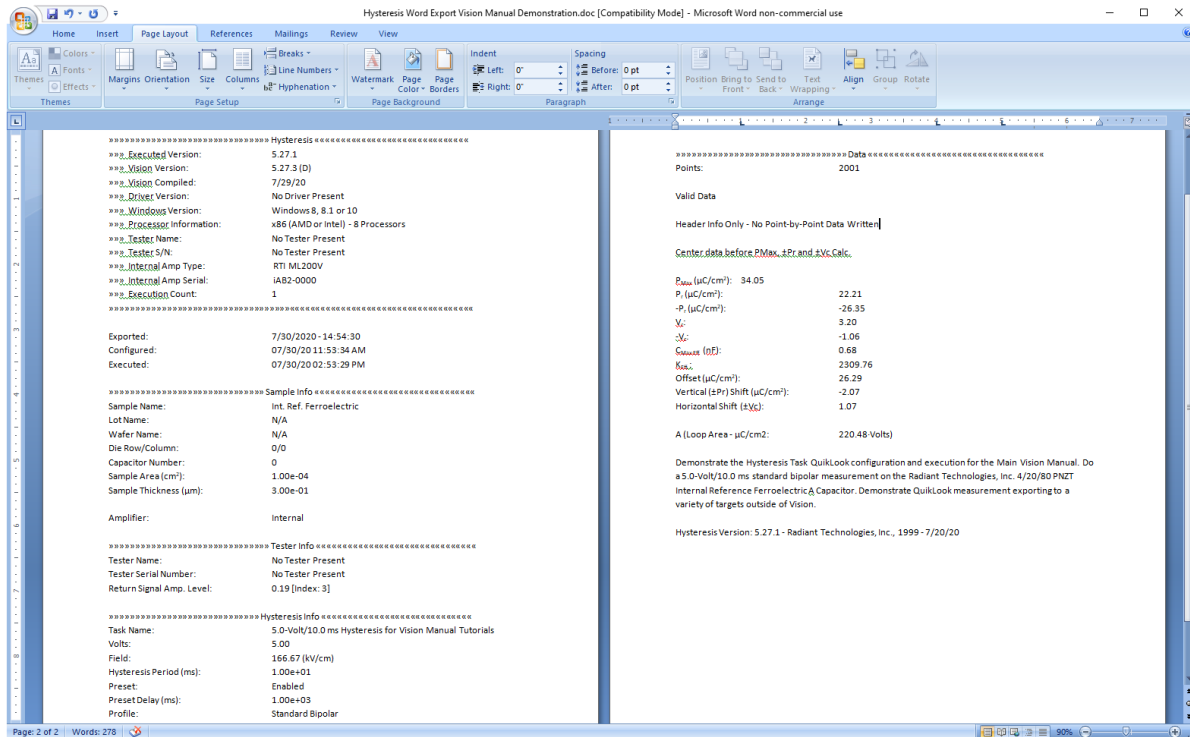 Hysteresis Word Export Vision Manual Demonstration.doc [Compatibility Mode] - Microsoft Word non-commercial use
Home Insert Page Layout References Mailings Review View
Themes
Colors
Fonts
Effects
Themes
Margins Orientation Size Columns
Breaks
Line Numbers
Hyphenation
Page Setup
Watermark Page Color Page Borders
Page Background
Indent
Left: 0"
Right: 0"
Spacing
Before: 0 pt
After: 0 pt
Paragraph
Position Bring to Front Send to Back Text Wrapping Align Group Rotate
Arrange
»»»»»»»»»»»»»»»»»»»»»»»»»»»»»» Hysteresis «««««««««««««««««««««««««««««
»»» Executed Version: 5.27.1
»»» Vision Version: 5.27.3 (D)
»»» Vision Compiled: 7/29/20
»»» Driver Version: No Driver Present
»»» Windows Version: Windows 8, 8.1 or 10
»»» Processor Information: x86 (AMD or Intel) - 8 Processors
»»» Tester Name: No Tester Present
»»» Tester S/N: No Tester Present
»»» Internal Amp Type: RTI ML200V
»»» Internal Amp Serial: iAB2-0000
»»» Execution Count: 1
Exported: 7/30/2020 - 14:54:30
Configured: 07/30/20 11:53:34 AM
Executed: 07/30/20 02:53:29 PM
»»»»»»»»»»»»»»»»»»»»»»»»»»»»» Sample Info ««««««««««««««««««««««««««««««
Sample Name: Int. Ref. Ferroelectric
Lot Name: N/A
Wafer Name: N/A
Die Row/Column: 0/0
Capacitor Number: 0
Sample Area (cm²): 1.00e-04
Sample Thickness (µm): 3.00e-01
Amplifier: Internal
»»»»»»»»»»»»»»»»»»»»»»»»»»»»»» Tester Info ««««««««««««««««««««««««««««««
Tester Name: No Tester Present
Tester Serial Number: No Tester Present
Return Signal Amp. Level: 0.19 [Index: 3]
»»»»»»»»»»»»»»»»»»»»»»»»»»»» Hysteresis Info ««««««««««««««««««««««««««««
Task Name: 5.0-Volt/10.0 ms Hysteresis for Vision Manual Tutorials
Volts: 5.00
Field: 166.67 (kV/cm)
Hysteresis Period (ms): 1.00e+01
Preset: Enabled
Preset Delay (ms): 1.00e+03
Profile: Standard Bipolar
»»»»»»»»»»»»»»»»»»»»»»»»»»»»»»»» Data «««««««««««««««««««««««««««««««««
Points: 2001
Valid Data
Header Info Only - No Point-by-Point Data Written
Center data before PMax, ±Pr and ±Vc Calc.
PMax (µC/cm²): 34.05
Pr (µC/cm²): 22.21
-Pr (µC/cm²): -26.35
Vc: 3.20
-Vc: -1.06
CMaxEff (nF): 0.68
2309.76
Offset (µC/cm²): 26.29
Vertical (±Pr) Shift (µC/cm²): -2.07
Horizontal Shift (±Vc): 1.07
A (Loop Area - µC/cm2: 220.48-Volts)
Demonstrate the Hysteresis Task QuikLook configuration and execution for the Main Vision Manual. Do
a 5.0-Volt/10.0 ms standard bipolar measurement on the Radiant Technologies, Inc. 4/20/80 PNZT
Internal Reference Ferroelectric A Capacitor. Demonstrate QuikLook measurement exporting to a
variety of targets outside of Vision.
Hysteresis Version: 5.27.1 - Radiant Technologies, Inc., 1999 - 7/20/20
Page: 2 of 2 Words: 278 90%